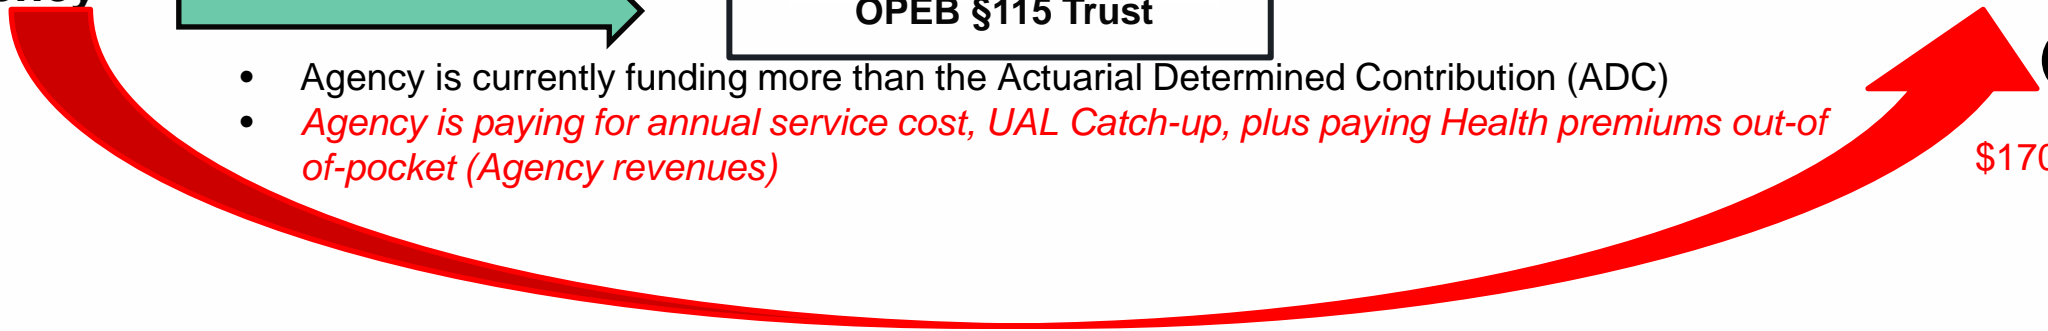 OPEB §115 Trust
• Agency is currently funding more than the Actuarial Determined Contribution (ADC)
• Agency is paying for annual service cost, UAL Catch-up, plus paying Health premiums out-of
of-pocket (Agency revenues)
$170